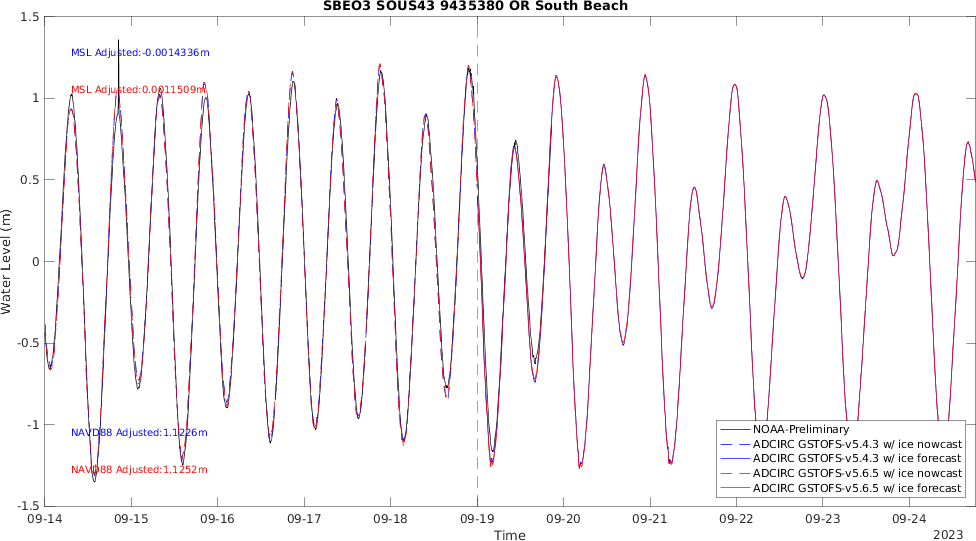 SBEO3 SOUS43 9435380 OR South Beach
1.5
1
0.5
0
-0.5
-1
-1.5
Water Level (m)
MSL Adjusted:-0.0014336m
MSL Adjusted:0.0011509m
NAVD88 Adjusted:1.1226m
NAVD88 Adjusted:1.1252m
NOAA-Preliminary
ADCIRC GSTOFS-v5.4.3 w/ ice nowcast
ADCIRC GSTOFS-v5.4.3 w/ ice forecast
ADCIRC GSTOFS-v5.6.5 w/ ice nowcast
ADCIRC GSTOFS-v5.6.5 w/ ice forecast
09-14 09-15 09-16 09-17 09-18 09-19 09-20 09-21 09-22 09-23 09-24
Time
2023